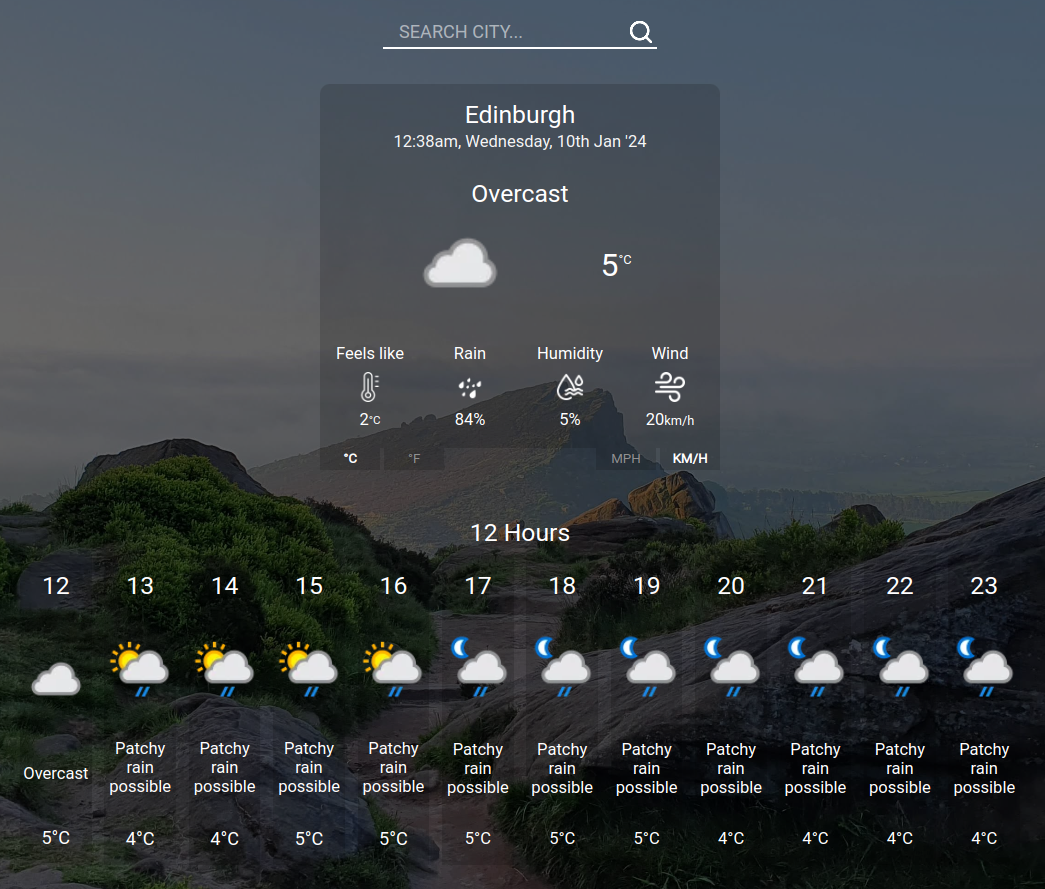 SEARCH CITY...
Edinburgh
12:38am, Wednesday, 10th Jan '24
Overcast
5°C
Feels like Rain Humidity Wind
2°C 84% 5% 20km/h
°C °F MPH KM/H
12 Hours
12 13 14 15 16 17 18 19 20 21 22 23
Patchy Patchy Patchy Patchy Patchy Patchy Patchy Patchy Patchy Patchy Patchy
Overcast rain rain rain rain rain rain rain rain rain rain rain
possible possible possible possible possible possible possible possible possible possible possible
5°C 4°C 4°C 5°C 5°C 5°C 5°C 5°C 4°C 4°C 4°C 4°C